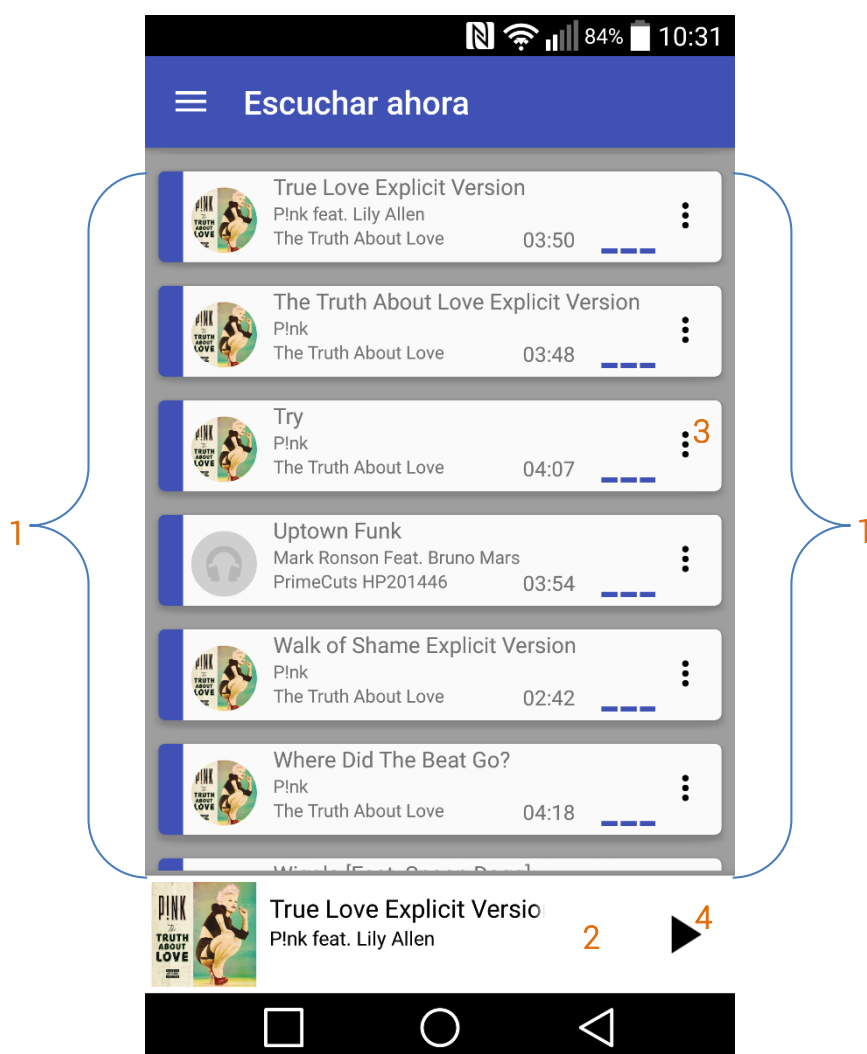 84% 10:31
Escuchar ahora
True Love Explicit Version
P!nk feat. Lily Allen
The Truth About Love 03:50
The Truth About Love Explicit Version
P!nk
The Truth About Love 03:48
Try
3
P!nk
The Truth About Love 04:07
1
1
Uptown Funk
Mark Ronson Feat. Bruno Mars
PrimeCuts HP201446 03:54
Walk of Shame Explicit Version
P!nk
The Truth About Love 02:42
Where Did The Beat Go?
P!nk
The Truth About Love 04:18
P!NK
The
TRUTH
ABOUT
LOVE
True Love Explicit Versio
4
P!nk feat. Lily Allen
2